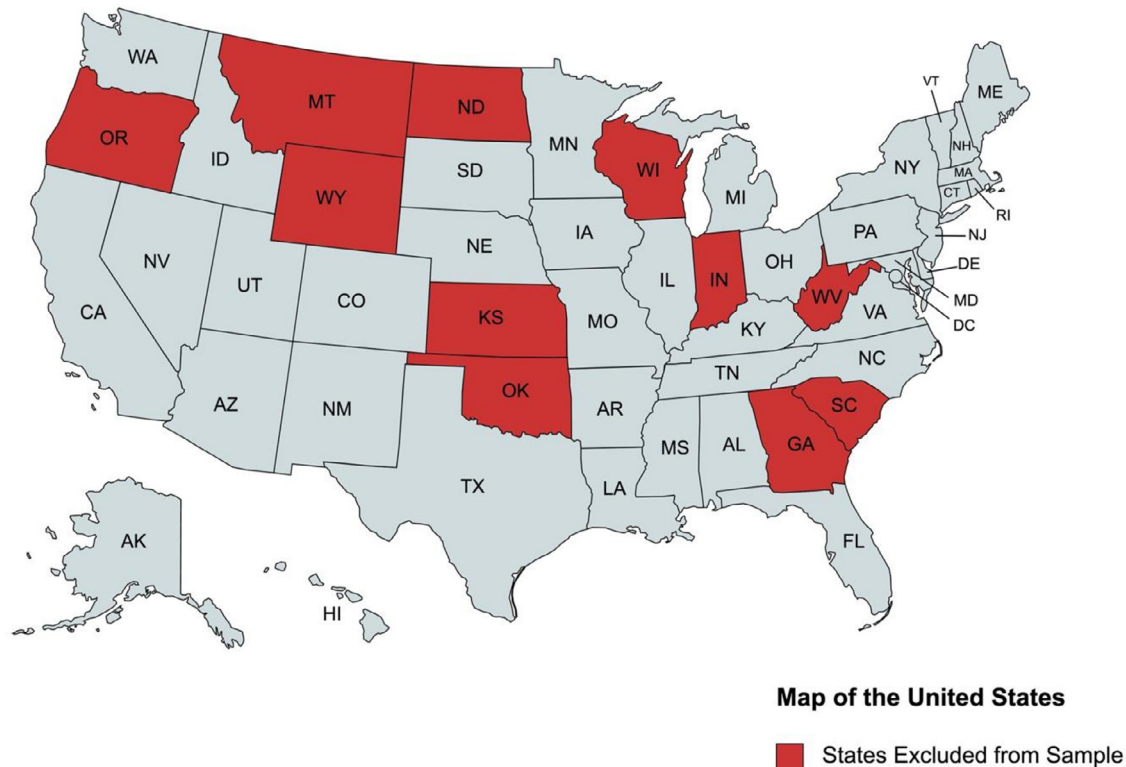 WA
MT
ND
VT
ME
OR
MN
ID
SD
WI
NY
NH
MA
CT
RI
WY
MI
NJ
PA
IA
NE
OH
DE
NV
UT
IL
IN
CO
WV
MD
VA
DC
CA
KS
MO
KY
NC
TN
OK
AZ
NM
AR
SC
MS
AL
GA
TX
LA
AK
FL
HI
Map of the United States
States Excluded from Sample